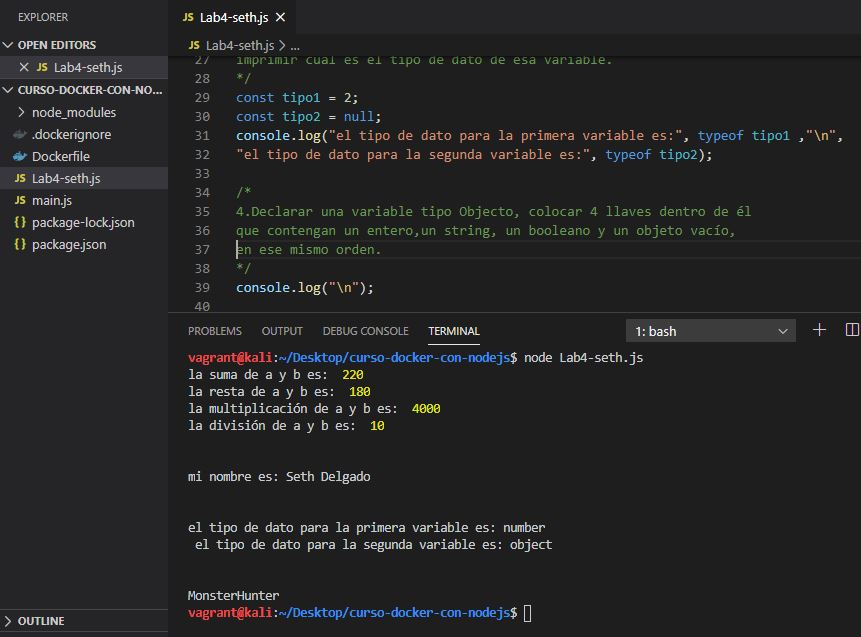 EXPLORER
OPEN EDITORS
JS Lab4-seth.js
CURSO-DOCKER-CON-NO...
node_modules
.dockerignore
Dockerfile
JS Lab4-seth.js
JS main.js
{} package-lock.json
{} package.json
OUTLINE
JS Lab4-seth.js
JS Lab4-seth.js > ...
27 imprimir cual es el tipo de dato de esa variable.
28 */
29 const tipo1 = 2;
30 const tipo2 = null;
31 console.log("el tipo de dato para la primera variable es:", typeof tipo1 ,"\n",
32 "el tipo de dato para la segunda variable es:", typeof tipo2);
33
34 /*
35 4.Declarar una variable tipo Objecto, colocar 4 llaves dentro de él
36 que contengan un entero,un string, un booleano y un objeto vacío,
37 en ese mismo orden.
38 */
39 console.log("\n");
40
PROBLEMS OUTPUT DEBUG CONSOLE TERMINAL 1: bash
vagrant@kali:~/Desktop/curso-docker-con-nodejs$ node Lab4-seth.js
la suma de a y b es: 220
la resta de a y b es: 180
la multiplicación de a y b es: 4000
la división de a y b es: 10
mi nombre es: Seth Delgado
el tipo de dato para la primera variable es: number
el tipo de dato para la segunda variable es: object
MonsterHunter
vagrant@kali:~/Desktop/curso-docker-con-nodejs$